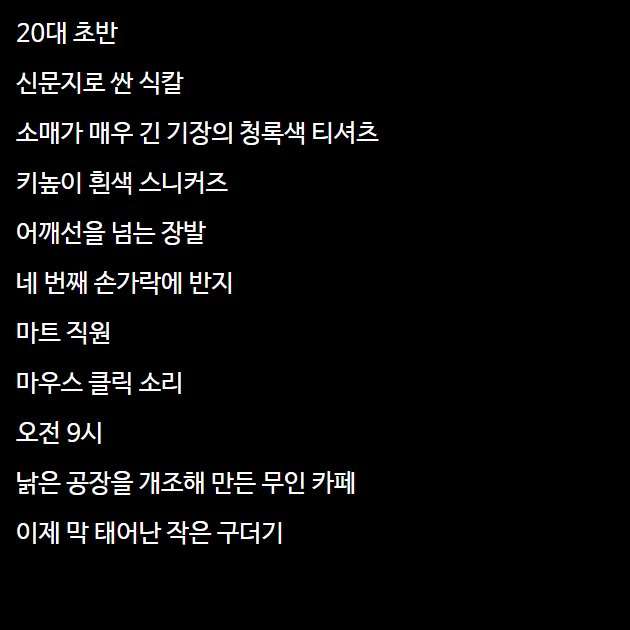 20대 초반
신문지로 싼 식칼
소매가 매우 긴 기장의 청록색 티셔츠
키높이 흰색 스니커즈
어깨선을 넘는 장발
네 번째 손가락에 반지
마트 직원
마우스 클릭 소리
오전 9시
낡은 공장을 개조해 만든 무인 카페
이제 막 태어난 작은 구더기